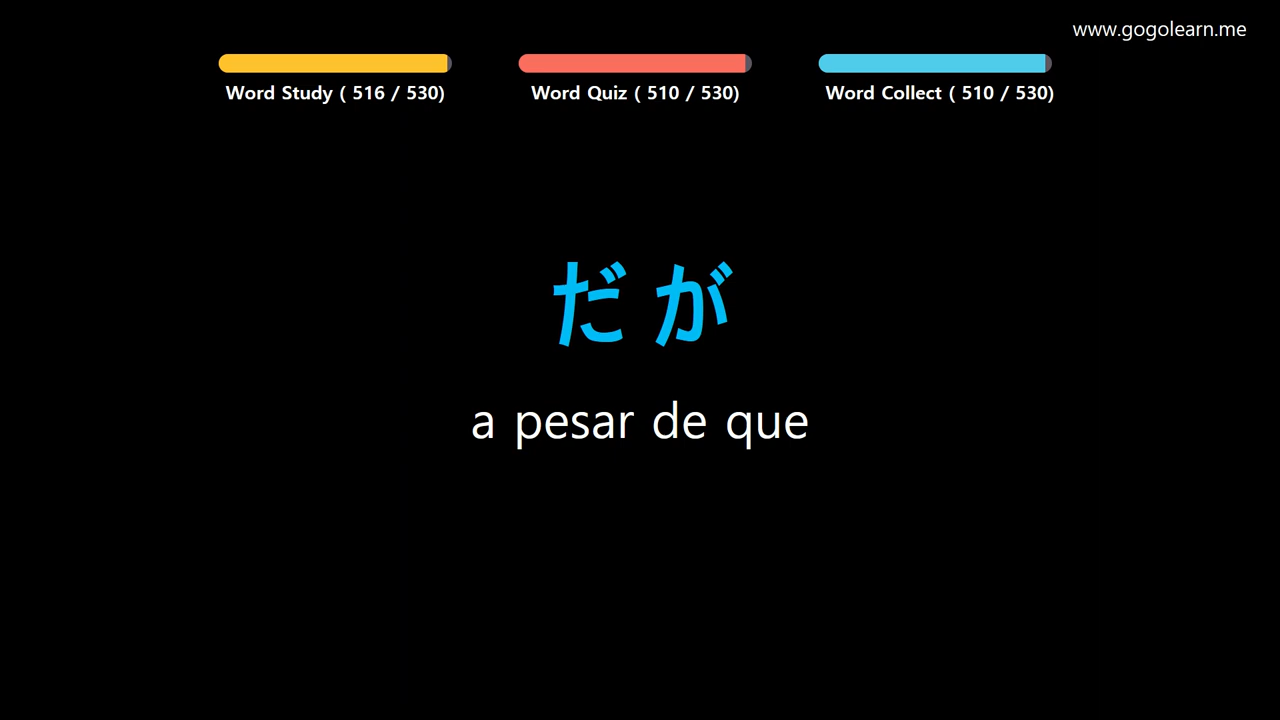 www.gogolearn.me
Word Study ( 516 / 530)
Word Quiz ( 510 / 530)
Word Collect ( 510 / 530)
だが
a pesar de que